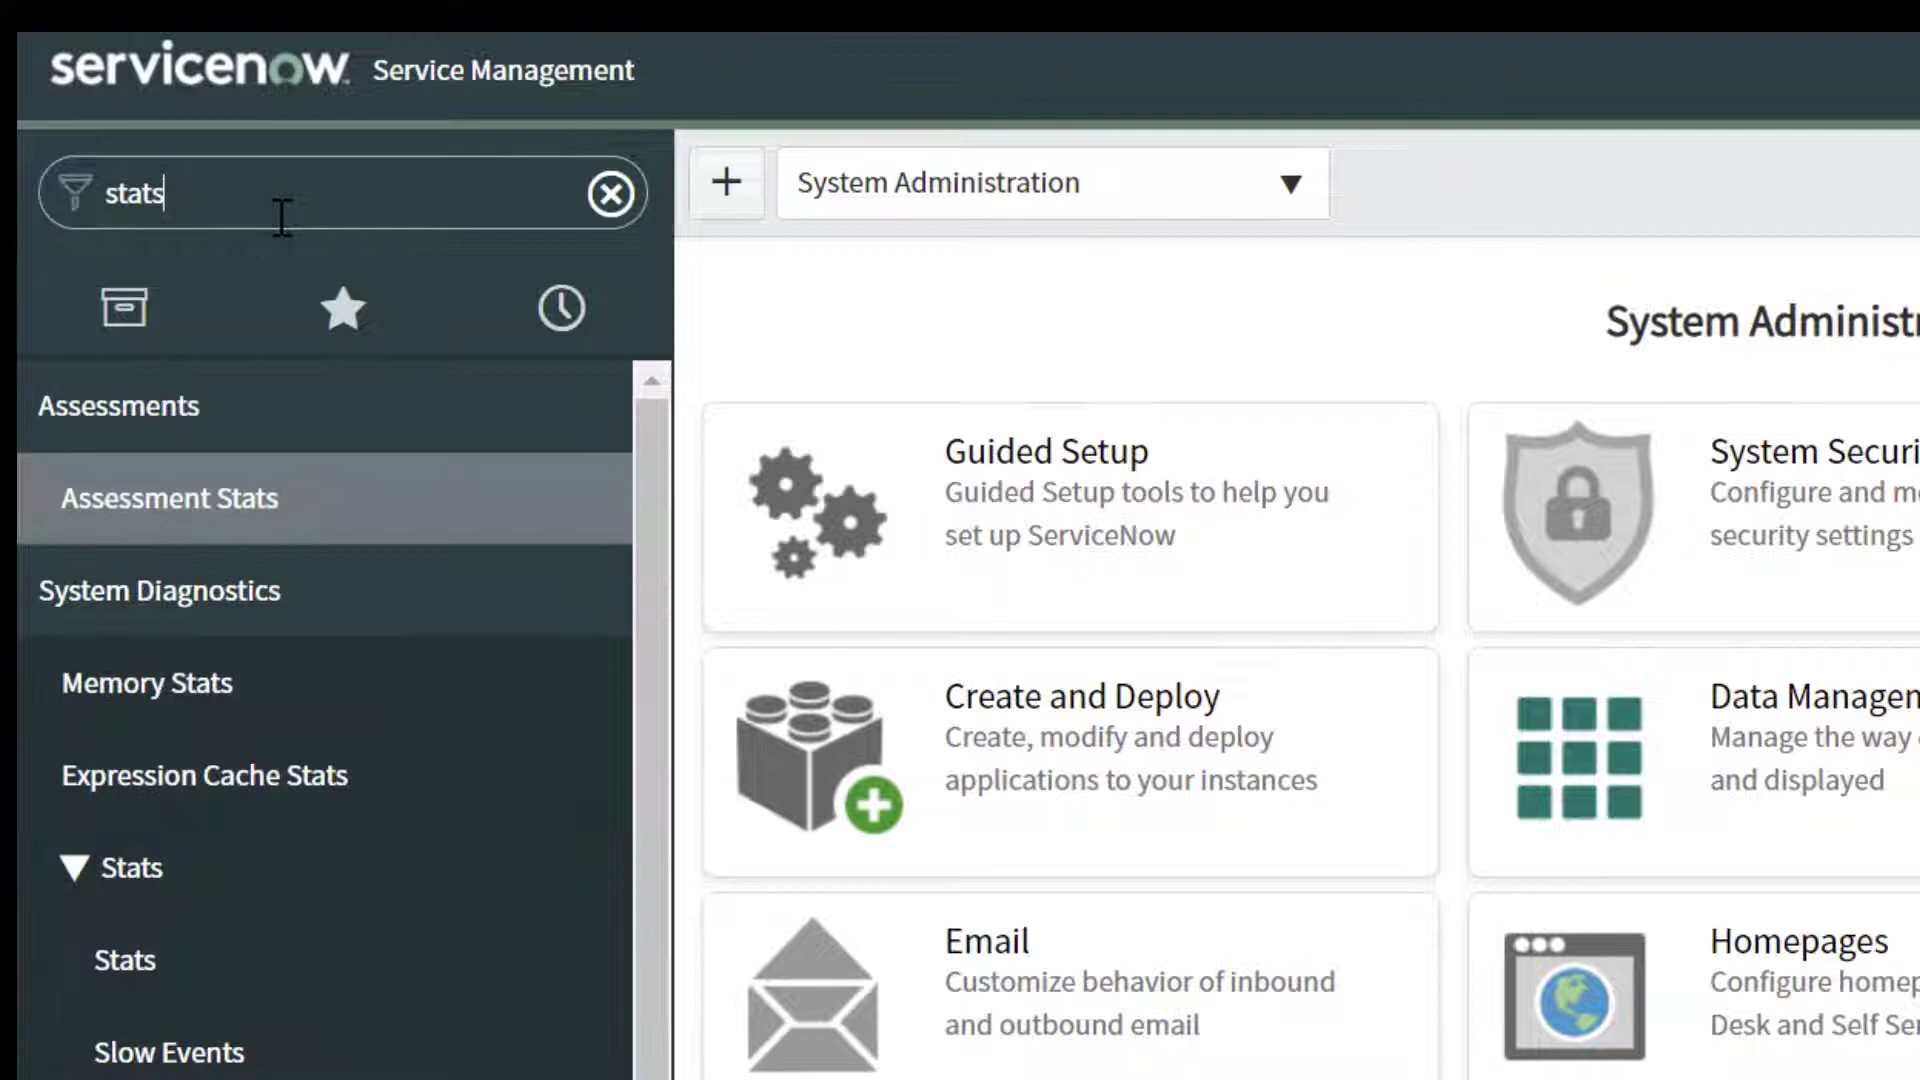 servicenow Service Management
stats
System Administration
System Administr
Assessments
Assessment Stats
System Diagnostics
Memory Stats
Expression Cache Stats
Stats
Stats
Slow Events
Guided Setup
Guided Setup tools to help you
set up ServiceNow
System Securi
Configure and m
security settings
Create and Deploy
Create, modify and deploy
applications to your instances
Data Managem
Manage the way
and displayed
Email
Customize behavior of inbound
and outbound email
Homepages
Configure homep
Desk and Self Ser